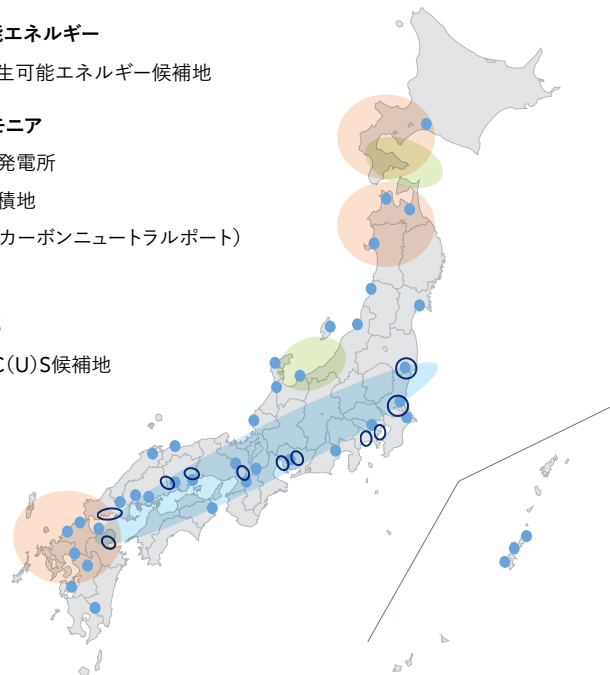 能エネルギー
生可能エネルギー候補地
モニア
発電所
積地
カーボンニュートラルポート）
C（U）S候補地